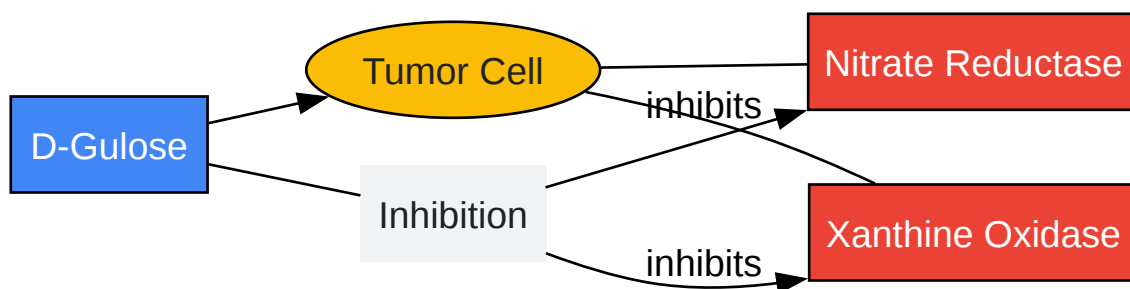 Tumor Cell
Nitrate Reductase
inhibits
D-Gulose
Inhibition
Xanthine Oxidase
inhibits